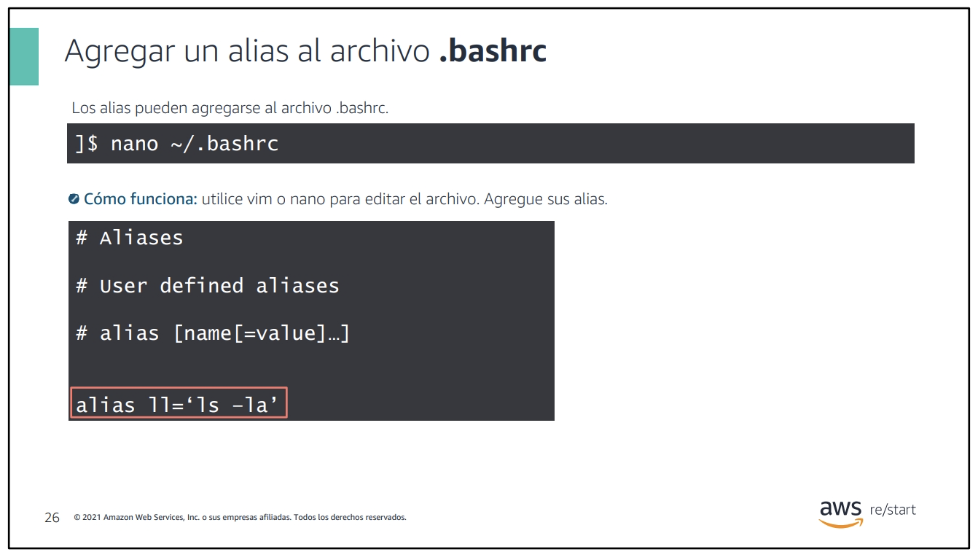 Agregar un alias al archivo .bashrc
Los alias pueden agregarse al archivo .bashrc.
]$ nano ~/.bashrc
Cómo funciona: utilice vim o nano para editar el archivo. Agregue sus alias.
# Aliases
# User defined aliases
# alias [name[=value]…]
alias ll=‘ls –la’
26 © 2021 Amazon Web Services, Inc. o sus empresas afiliadas. Todos los derechos reservados.
aws re/start